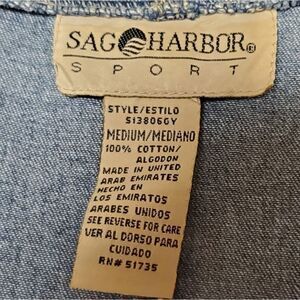 SAG HARBOR®
SPORT
STYLE/ESTILO
S13806GY
MEDIUM/MEDIANO
100% COTTON/
ALGODON
MADE IN UNITED
ARAB EMIRATES
HECHO EN
LOS EMIRATOS
ARABES UNIDOS
SEE REVERSE FOR CARE
VER AL DORSO PARA
CUIDADO
RN# 51735